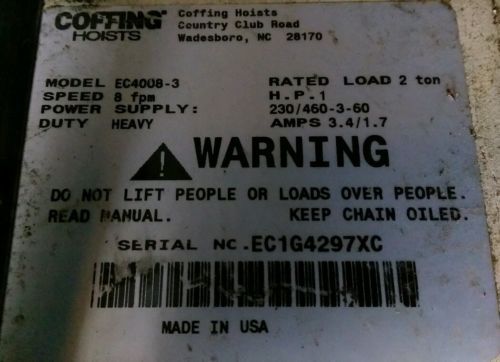 COFFING
HOISTS
Coffing Hoists
Country Club Road
Wadesboro, NC 28170
MODEL EC4008-3 RATED LOAD 2 ton
SPEED 8 fpm H.P.1
POWER SUPPLY: 230/460-3-60
DUTY HEAVY AMPS 3.4/1.7
WARNING
DO NOT LIFT PEOPLE OR LOADS OVER PEOPLE.
READ MANUAL. KEEP CHAIN OILED.
SERIAL NO.EC1G4297XC
MADE IN USA